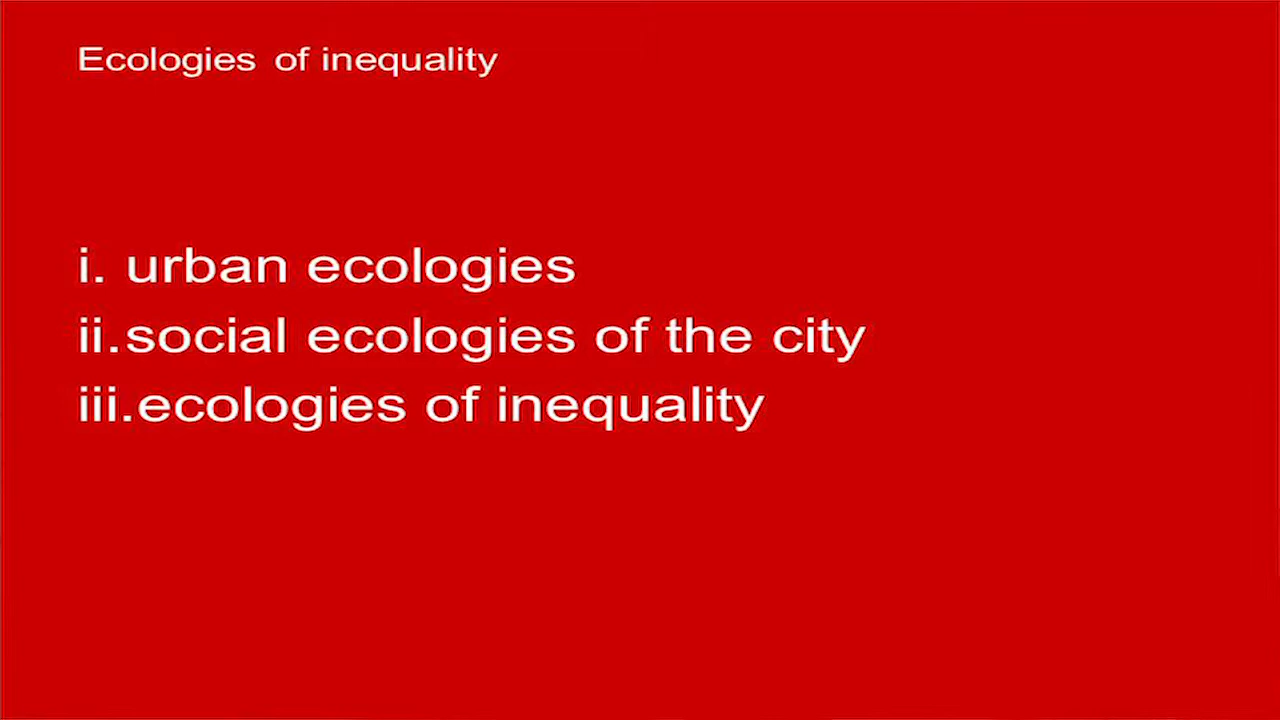 Ecologies of inequality
i. urban ecologies
ii.social ecologies of the city
iii.ecologies of inequality